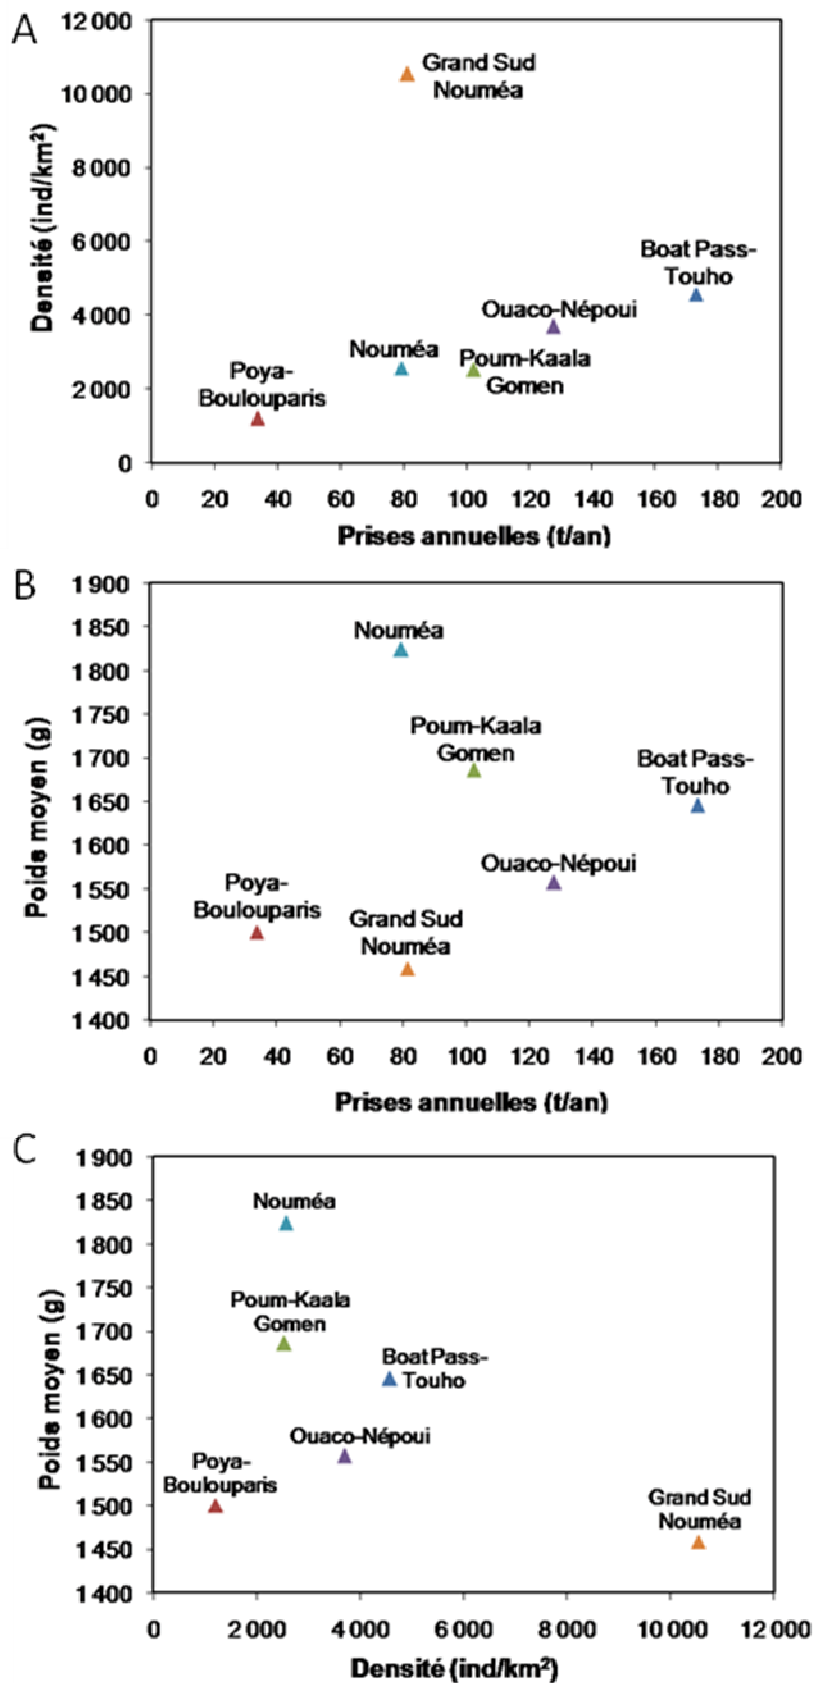 A
12 000
10 000
8 000
6 000
4 000
2 000
0
Densité (ind/km²)
Grand Sud
Nouméa
Boat Pass-
Touho
Ouaco-Népoui
Nouméa
Poum-Kaala
Gomen
Poya-
Boulouparis
0 20 40 60 80 100 120 140 160 180 200
Prises annuelles (t/an)
B
1 900
1 850
1 800
1 750
1 700
1 650
1 600
1 550
1 500
1 450
1 400
Poids moyen (g)
Nouméa
Poum-Kaala
Gomen
Boat Pass-
Touho
Ouaco-Népoui
Poya-
Boulouparis
Grand Sud
Nouméa
0 20 40 60 80 100 120 140 160 180 200
Prises annuelles (t/an)
C
1 900
1 850
1 800
1 750
1 700
1 650
1 600
1 550
1 500
1 450
1 400
Poids moyen (g)
Nouméa
Poum-Kaala
Gomen
Boat Pass-
Touho
Ouaco-Népoui
Poya-
Boulouparis
Grand Sud
Nouméa
0 2 000 4 000 6 000 8 000 10 000 12 000
Densité (ind/km²)